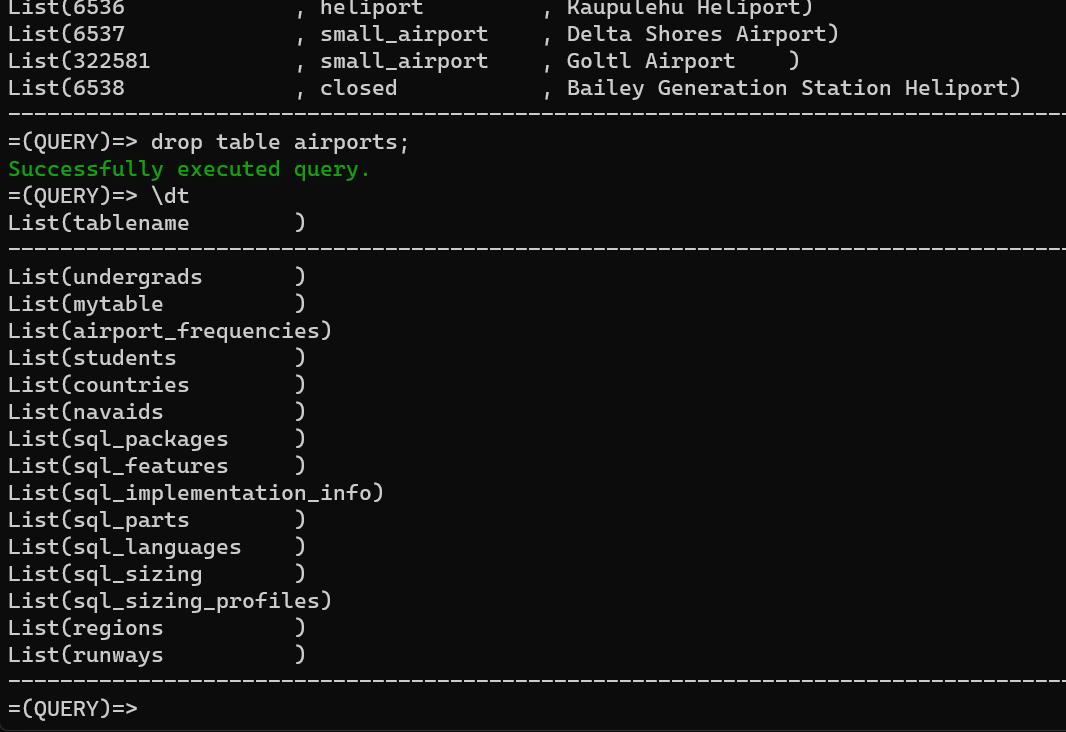 List(6536             , heliport         , Kaupulehu Heliport)
List(6537             , small_airport    , Delta Shores Airport)
List(322581           , small_airport    , Goltl Airport    )
List(6538             , closed           , Bailey Generation Station Heliport)
---------------------------------------------------------------------------------
=(QUERY)=> drop table airports;
Successfully executed query.
=(QUERY)=> \dt
List(tablename        )
---------------------------------------------------------------------------------
List(undergrads       )
List(mytable          )
List(airport_frequencies)
List(students         )
List(countries        )
List(navaids          )
List(sql_packages     )
List(sql_features     )
List(sql_implementation_info)
List(sql_parts        )
List(sql_languages    )
List(sql_sizing       )
List(sql_sizing_profiles)
List(regions          )
List(runways          )
---------------------------------------------------------------------------------
=(QUERY)=>